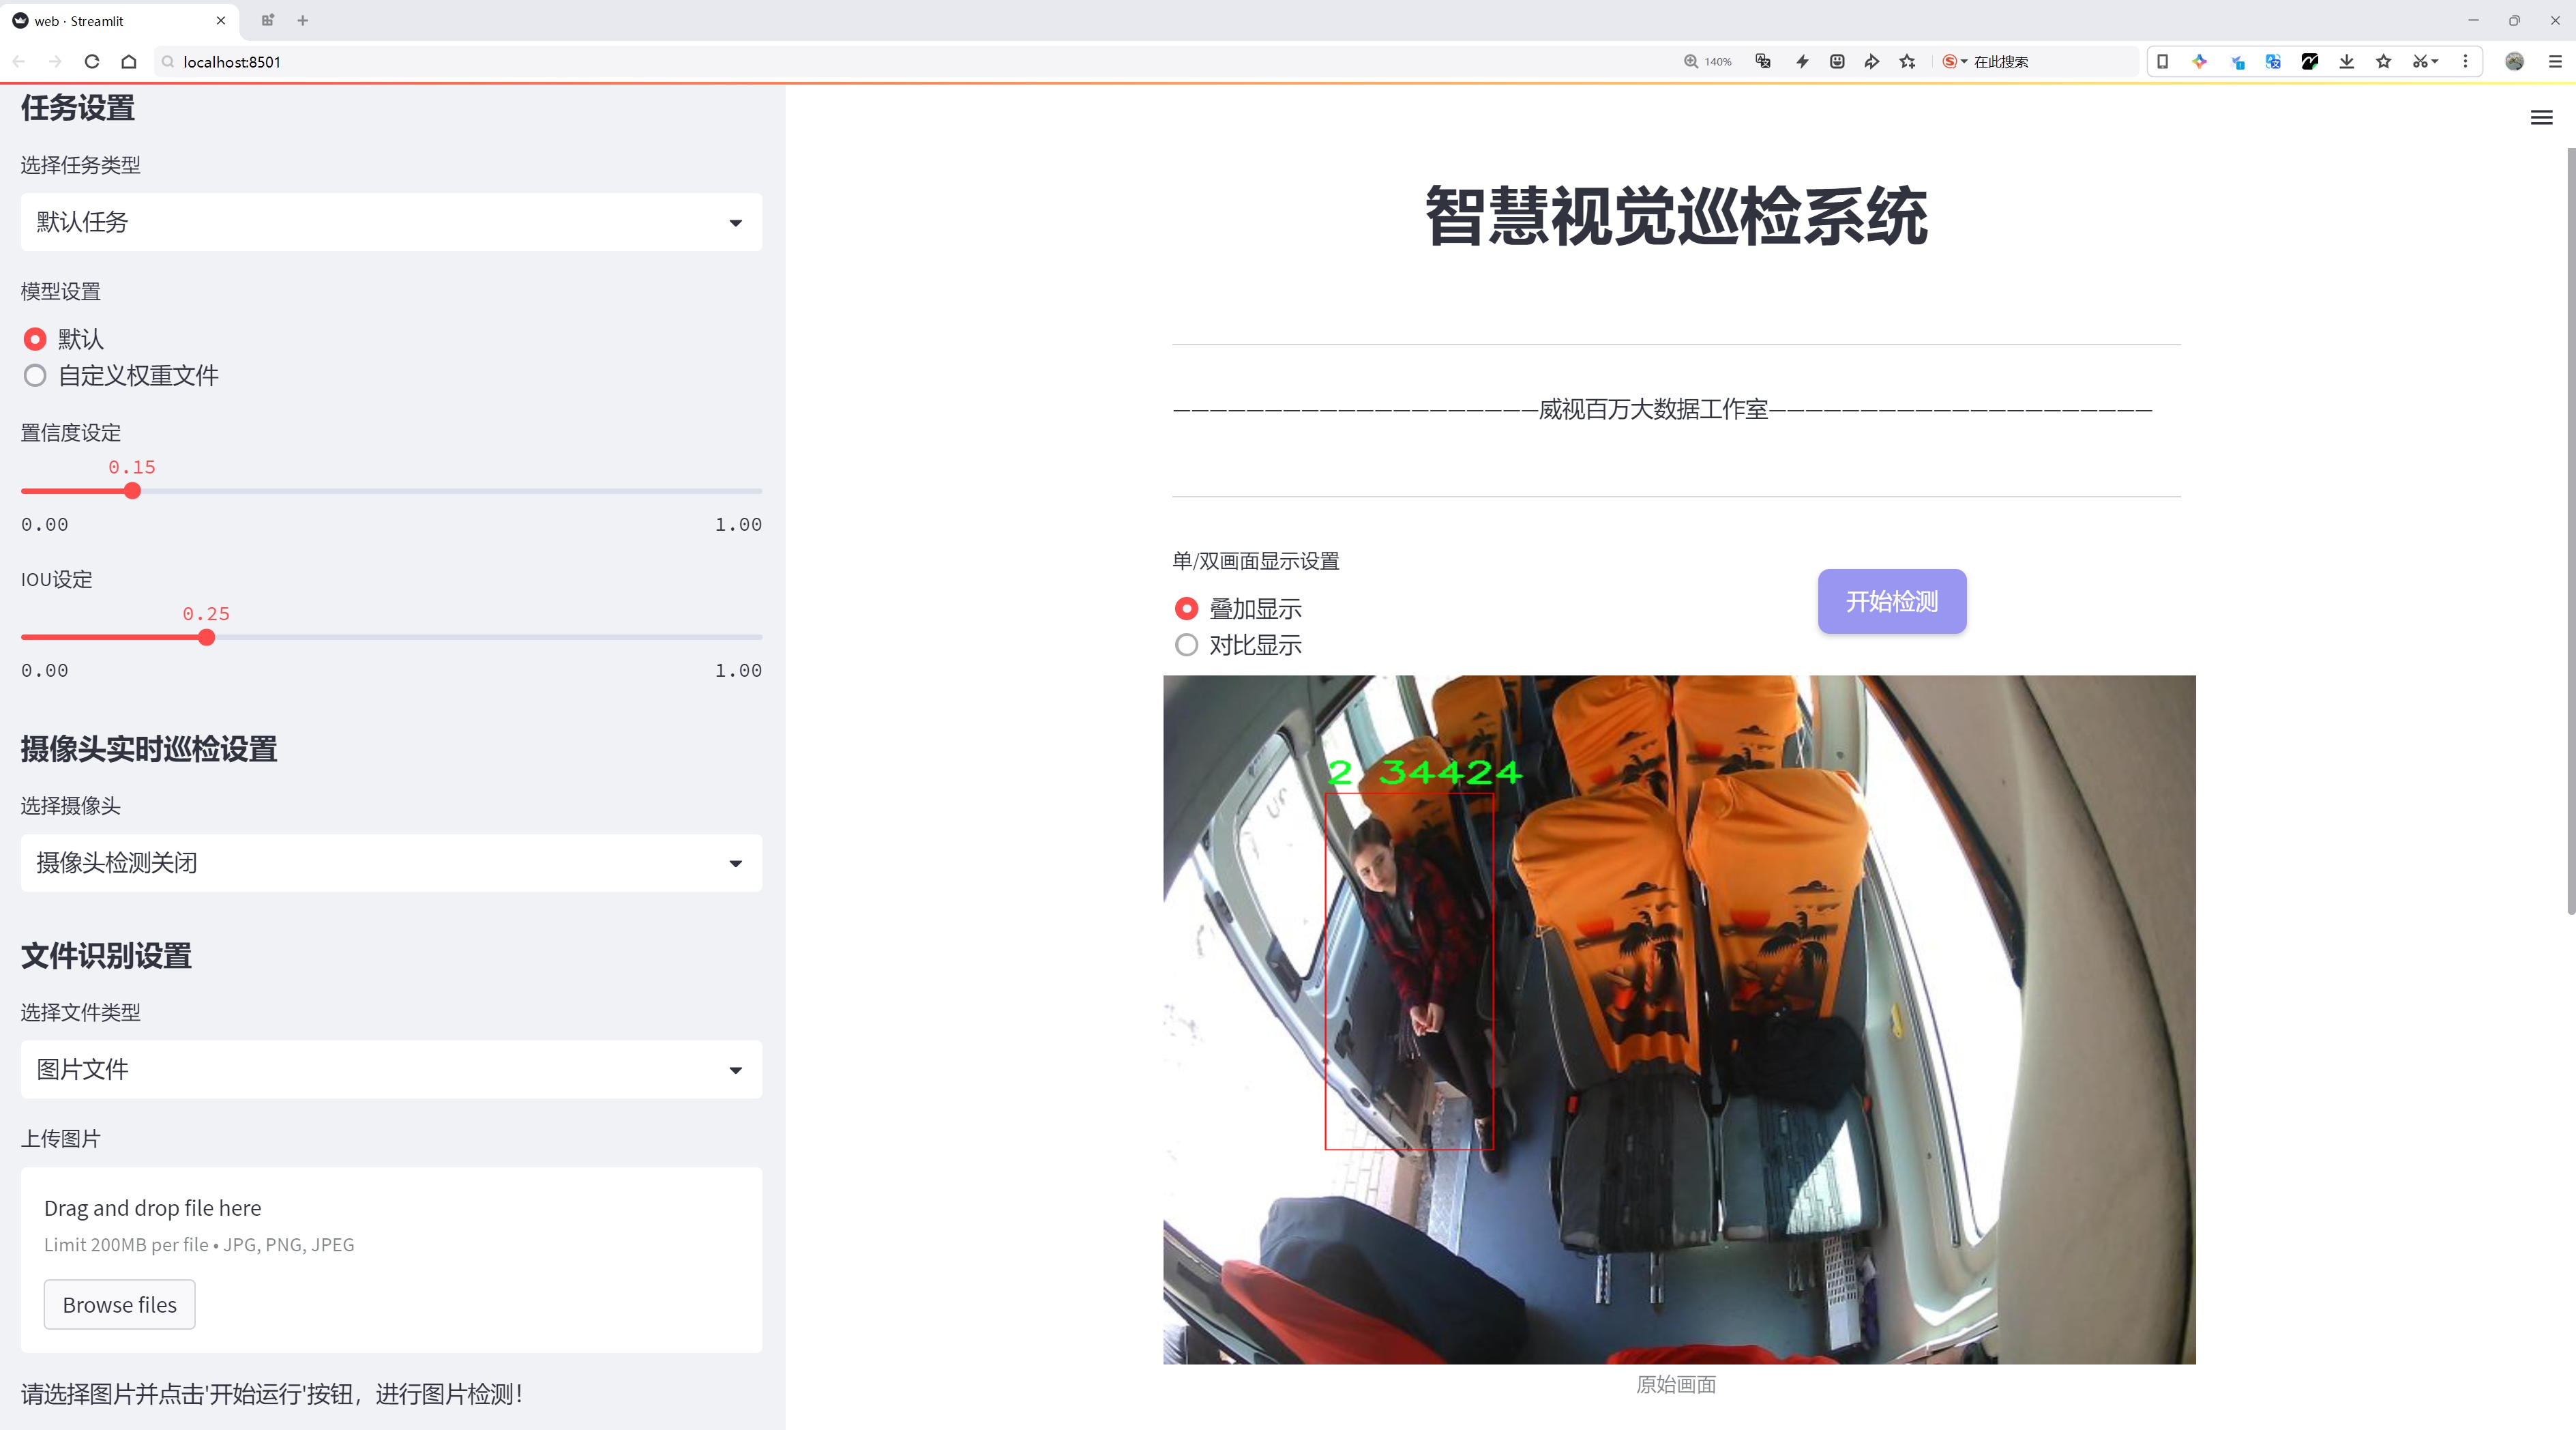 web · Streamlit
localhost:8501
140%
在此搜索
任务设置
选择任务类型
默认任务
模型设置
默认
自定义权重文件
置信度设定
0.15
0.00
1.00
IOU设定
0.25
0.00
1.00
摄像头实时巡检设置
选择摄像头
摄像头检测关闭
文件识别设置
选择文件类型
图片文件
上传图片
Drag and drop file here
Limit 200MB per file • JPG, PNG, JPEG
Browse files
请选择图片并点击'开始运行'按钮，进行图片检测！
智慧视觉巡检系统
————————————————————威视百万大数据工作室—————————————————————
单/双画面显示设置
叠加显示
对比显示
开始检测
2 34424
原始画面